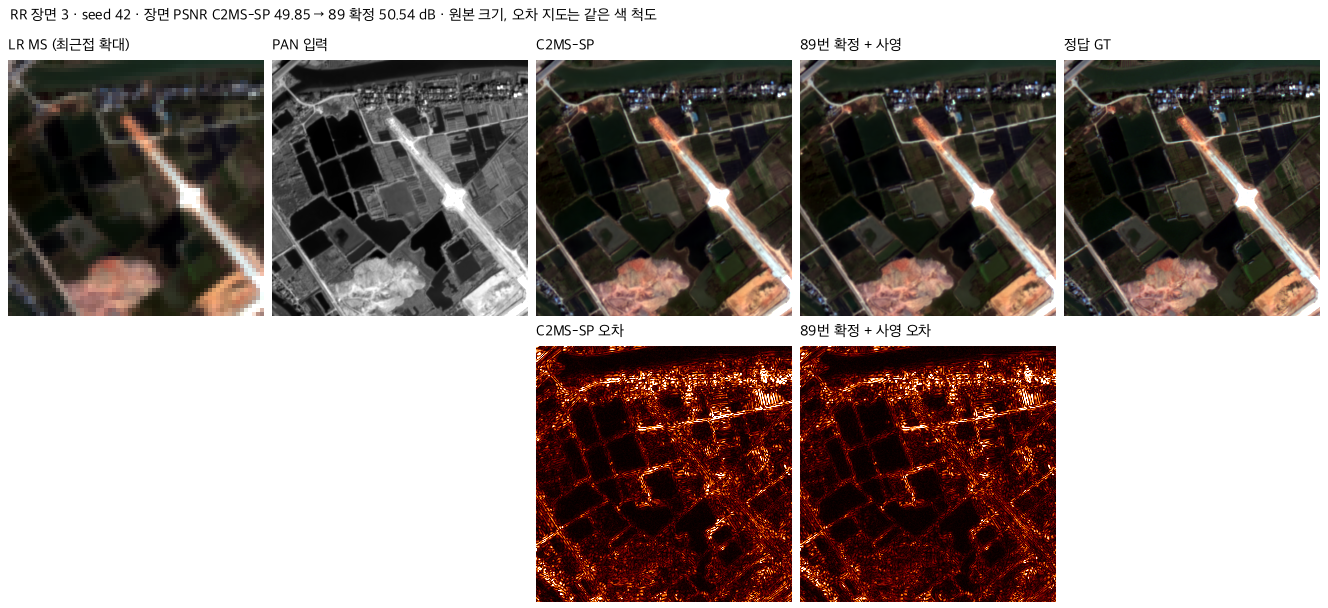 RR 장면 3 · seed 42 · 장면 PSNR C2MS-SP 49.85 → 89 확정 50.54 dB · 원본 크기, 오차 지도는 같은 색 척도
LR MS (최근접 확대)
PAN 입력
C2MS-SP
89번 확정 + 사영
정답 GT
C2MS-SP 오차
89번 확정 + 사영 오차